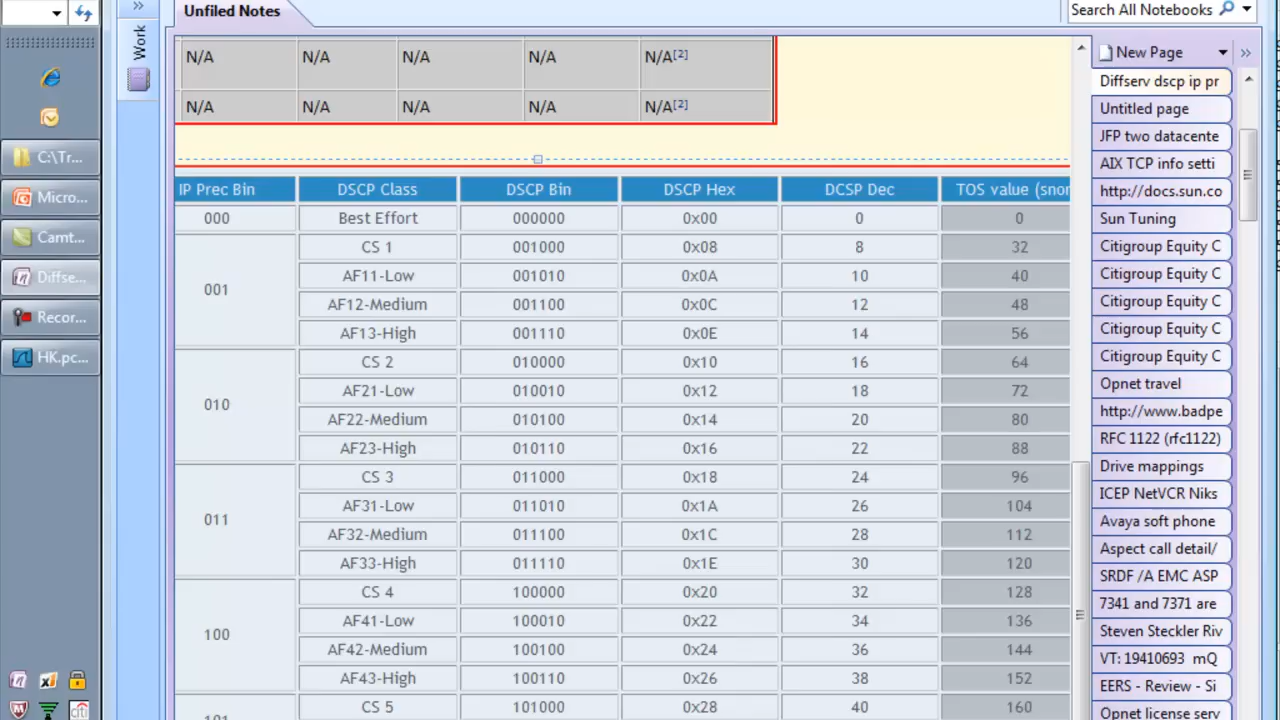 Unfiled Notes
Search All Notebooks
Work
N/A N/A N/A N/A N/A[2]
N/A N/A N/A N/A N/A[2]
IP Prec Bin DSCP Class DSCP Bin DSCP Hex DCSP Dec TOS value (snor
000 Best Effort 000000 0x00 0 0
001
CS 1 001000 0x08 8 32
AF11-Low 001010 0x0A 10 40
AF12-Medium 001100 0x0C 12 48
AF13-High 001110 0x0E 14 56
010
CS 2 010000 0x10 16 64
AF21-Low 010010 0x12 18 72
AF22-Medium 010100 0x14 20 80
AF23-High 010110 0x16 22 88
011
CS 3 011000 0x18 24 96
AF31-Low 011010 0x1A 26 104
AF32-Medium 011100 0x1C 28 112
AF33-High 011110 0x1E 30 120
100
CS 4 100000 0x20 32 128
AF41-Low 100010 0x22 34 136
AF42-Medium 100100 0x24 36 144
AF43-High 100110 0x26 38 152
101
CS 5 101000 0x28 40 160
New Page
Diffserv dscp ip pr
Untitled page
JFP two datacente
AIX TCP info setti
http://docs.sun.co
Sun Tuning
Citigroup Equity C
Citigroup Equity C
Citigroup Equity C
Citigroup Equity C
Citigroup Equity C
Opnet travel
http://www.badpe
RFC 1122 (rfc1122)
Drive mappings
ICEP NetVCR Niks
Avaya soft phone
Aspect call detail/
SRDF /A EMC ASP
7341 and 7371 are
Steven Steckler Riv
VT: 19410693 mQ
EERS - Review - Si
Opnet license serv
C:\Tr...
Micro...
Camt...
Diffse...
Recor...
HK.pc...
citi